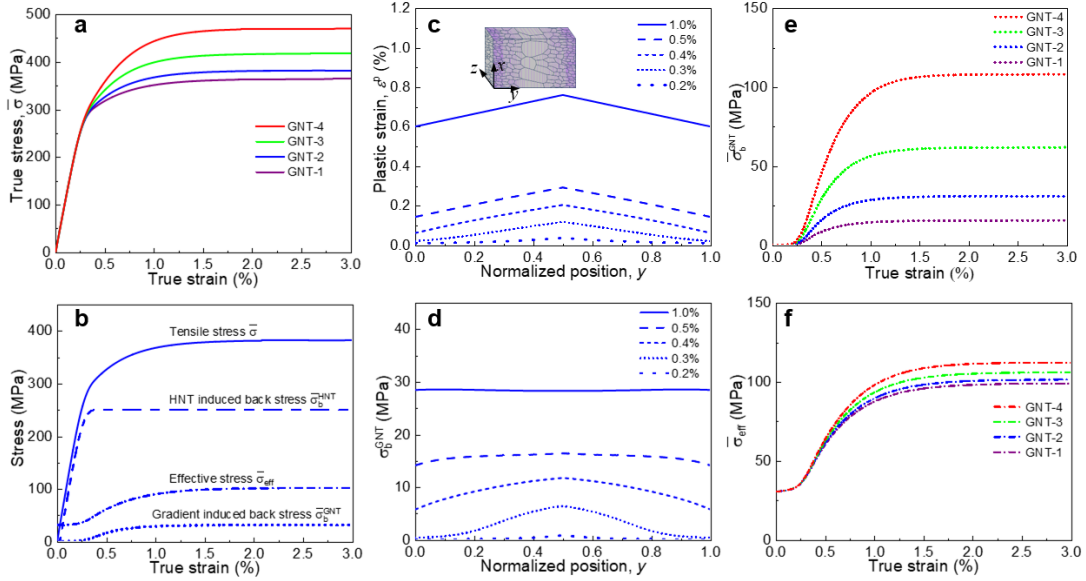 a
500
400
300
200
100
0
True stress, σ̄ (MPa)
GNT-4
GNT-3
GNT-2
GNT-1
0.0 0.5 1.0 1.5 2.0 2.5 3.0
True strain (%)
c
1.2
1.0
0.8
0.6
0.4
0.2
0.0
Plastic strain, εᵖ (%)
z x y
1.0%
0.5%
0.4%
0.3%
0.2%
0.0 0.2 0.4 0.6 0.8 1.0
Normalized position, y
e
150
100
50
0
σ̄_b^GNT (MPa)
GNT-4
GNT-3
GNT-2
GNT-1
0.0 0.5 1.0 1.5 2.0 2.5 3.0
True strain (%)
b
400
300
200
100
0
Stress (MPa)
Tensile stress σ̄
HNT induced back stress σ̄_b^HNT
Effective stress σ̄_eff
Gradient induced back stress σ̄_b^GNT
0.0 0.5 1.0 1.5 2.0 2.5 3.0
True strain (%)
d
40
30
20
10
0
σ_b^GNT (MPa)
1.0%
0.5%
0.4%
0.3%
0.2%
0.0 0.2 0.4 0.6 0.8 1.0
Normalized position, y
f
150
100
50
0
σ̄_eff (MPa)
GNT-4
GNT-3
GNT-2
GNT-1
0.0 0.5 1.0 1.5 2.0 2.5 3.0
True strain (%)